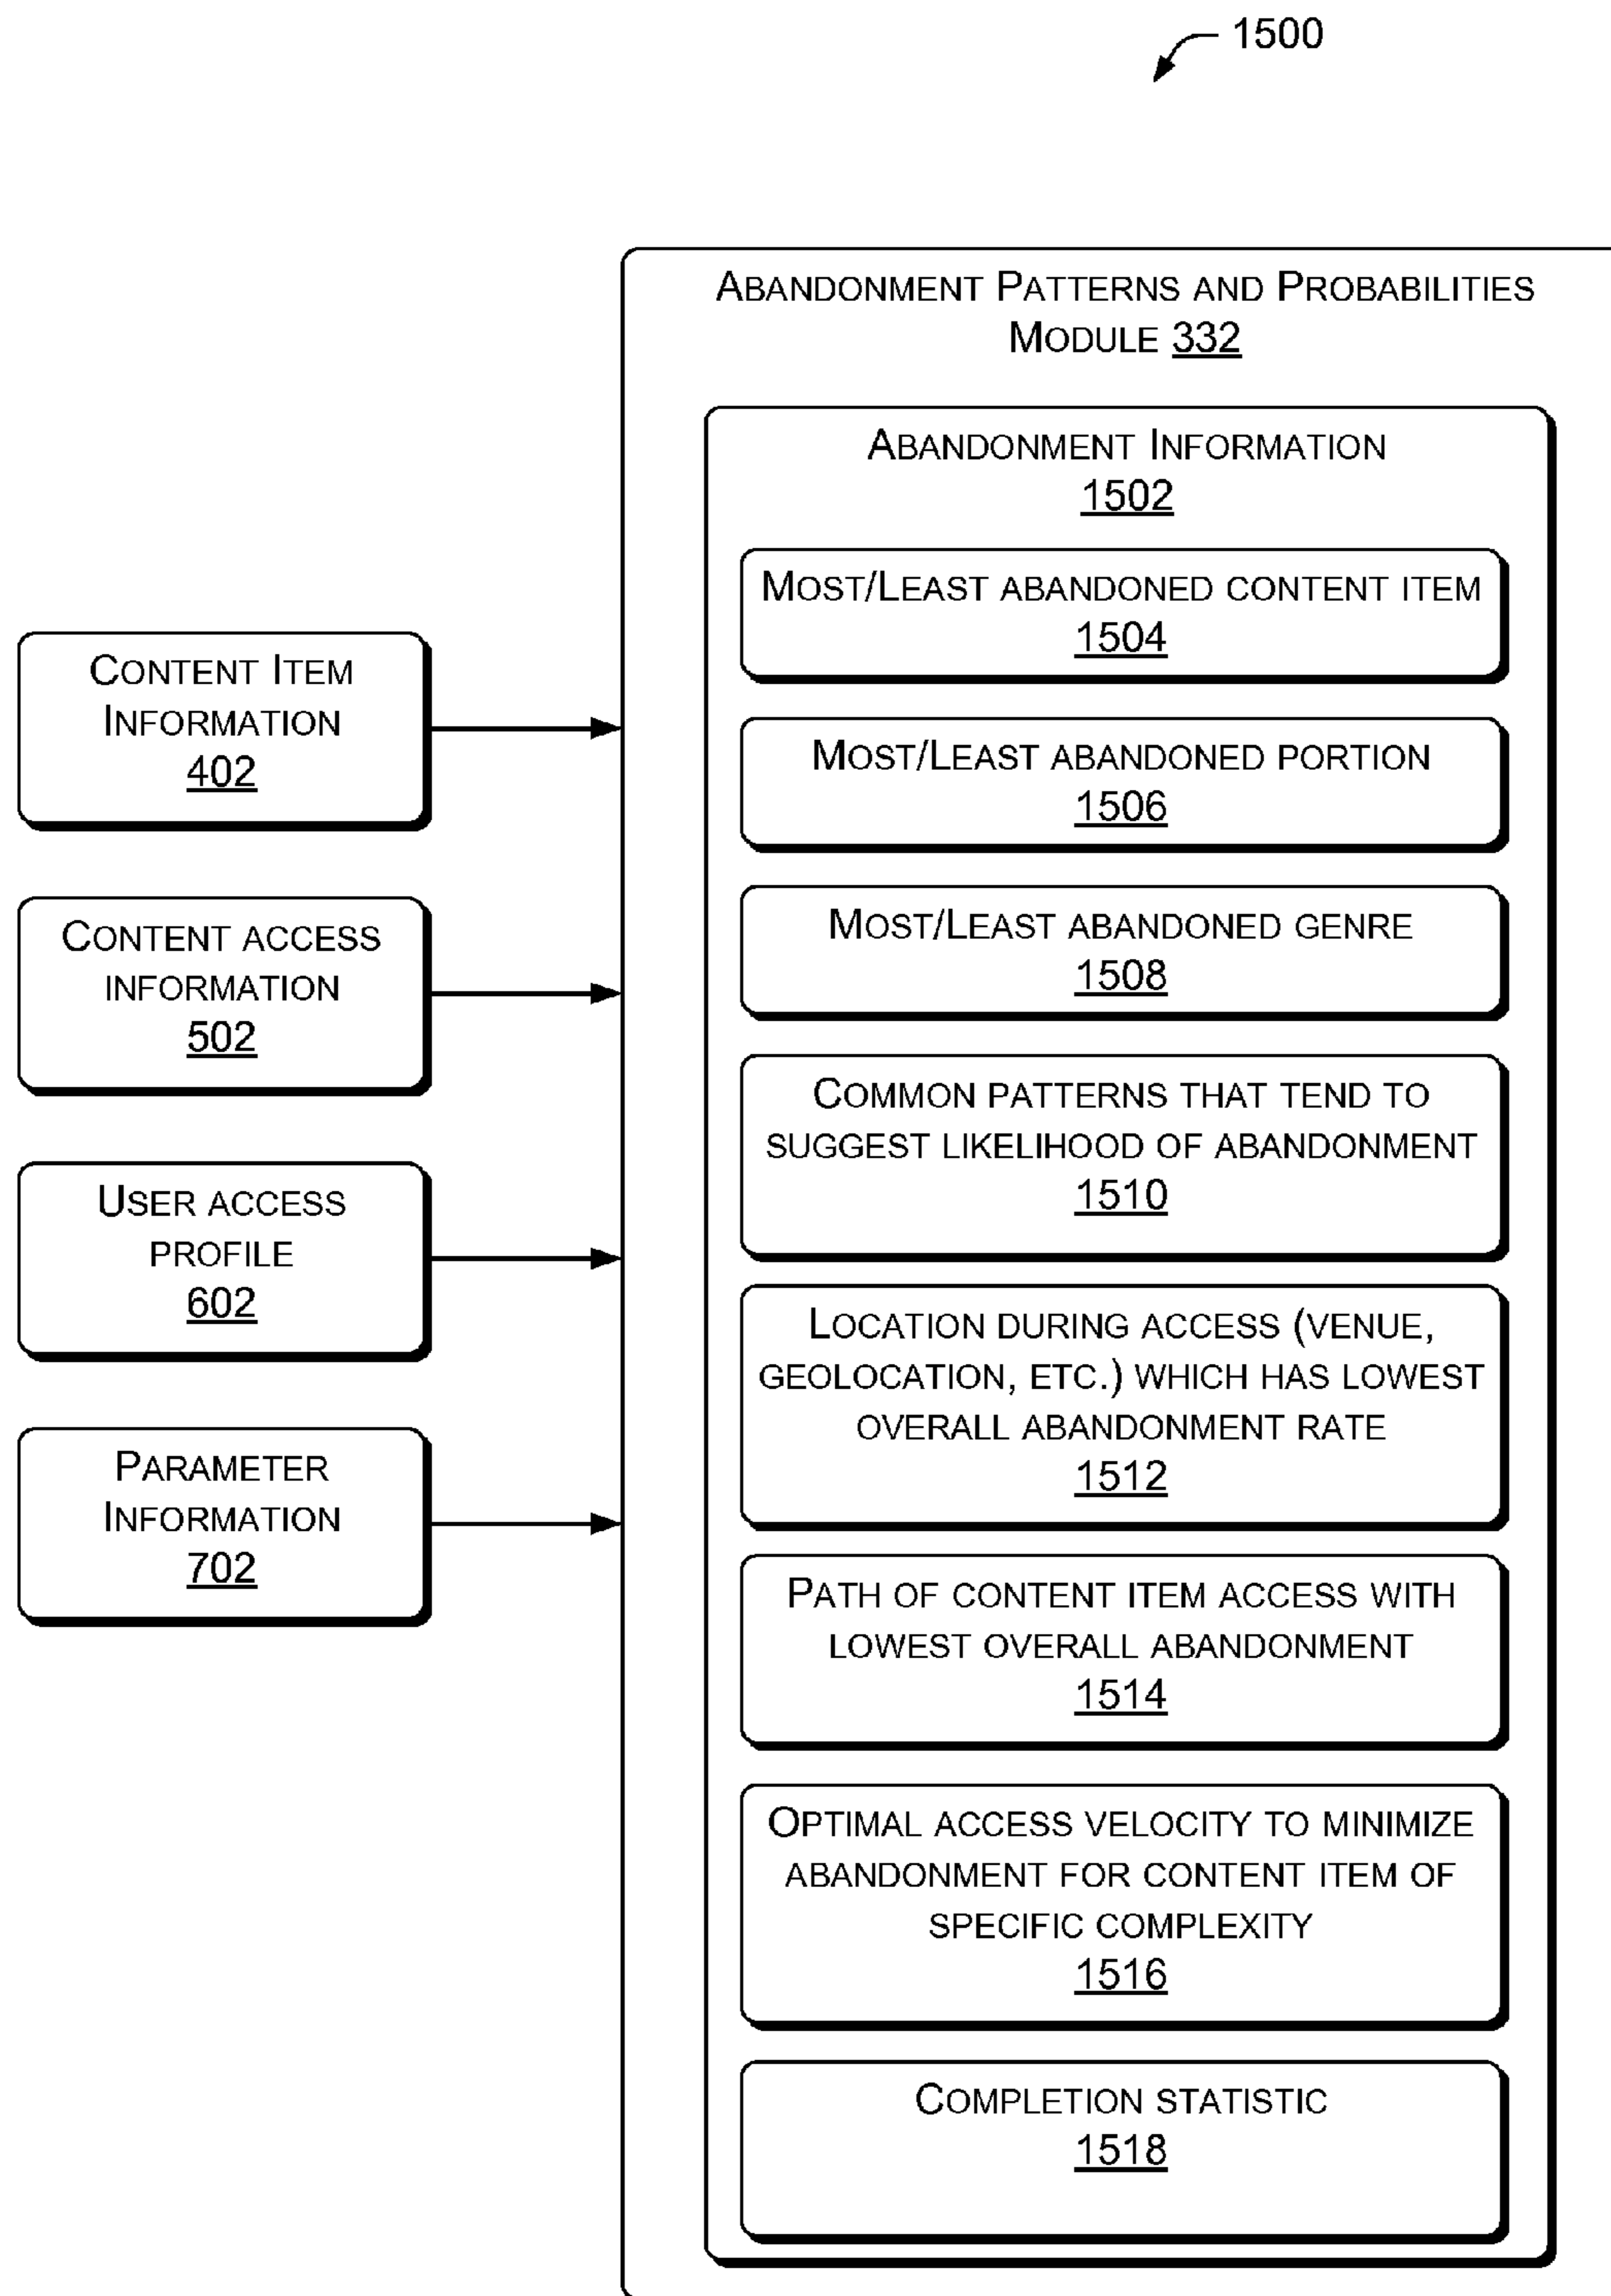 1500
ABANDONMENT PATTERNS AND PROBABILITIES
MODULE 332
ABANDONMENT INFORMATION
1502
MOST/LEAST ABANDONED CONTENT ITEM
1504
MOST/LEAST ABANDONED PORTION
1506
MOST/LEAST ABANDONED GENRE
1508
COMMON PATTERNS THAT TEND TO
SUGGEST LIKELIHOOD OF ABANDONMENT
1510
LOCATION DURING ACCESS (VENUE,
GEOLOCATION, ETC.) WHICH HAS LOWEST
OVERALL ABANDONMENT RATE
1512
PATH OF CONTENT ITEM ACCESS WITH
LOWEST OVERALL ABANDONMENT
1514
OPTIMAL ACCESS VELOCITY TO MINIMIZE
ABANDONMENT FOR CONTENT ITEM OF
SPECIFIC COMPLEXITY
1516
COMPLETION STATISTIC
1518
CONTENT ITEM
INFORMATION
402
CONTENT ACCESS
INFORMATION
502
USER ACCESS
PROFILE
602
PARAMETER
INFORMATION
702